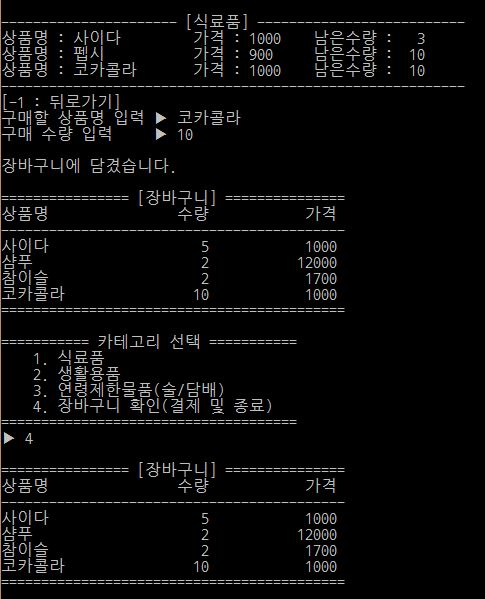 ---------------------- [식료품] --------------------------
상품명 : 사이다 가격 : 1000 남은수량 : 3
상품명 : 펩시 가격 : 900 남은수량 : 10
상품명 : 코카콜라 가격 : 1000 남은수량 : 10
----------------------------------------------------------
[-1 : 뒤로가기]
구매할 상품명 입력 ▶ 코카콜라
구매 수량 입력 ▶ 10
장바구니에 담겼습니다.
================ [장바구니] ===============
상품명 수량 가격
-------------------------------------------
사이다 5 1000
샴푸 2 12000
참이슬 2 1700
코카콜라 10 1000
===========================================
=========== 카테고리 선택 ===========
1. 식료품
2. 생활용품
3. 연령제한물품(술/담배)
4. 장바구니 확인(결제 및 종료)
=====================================
▶ 4
================ [장바구니] ===============
상품명 수량 가격
-------------------------------------------
사이다 5 1000
샴푸 2 12000
참이슬 2 1700
코카콜라 10 1000
===========================================